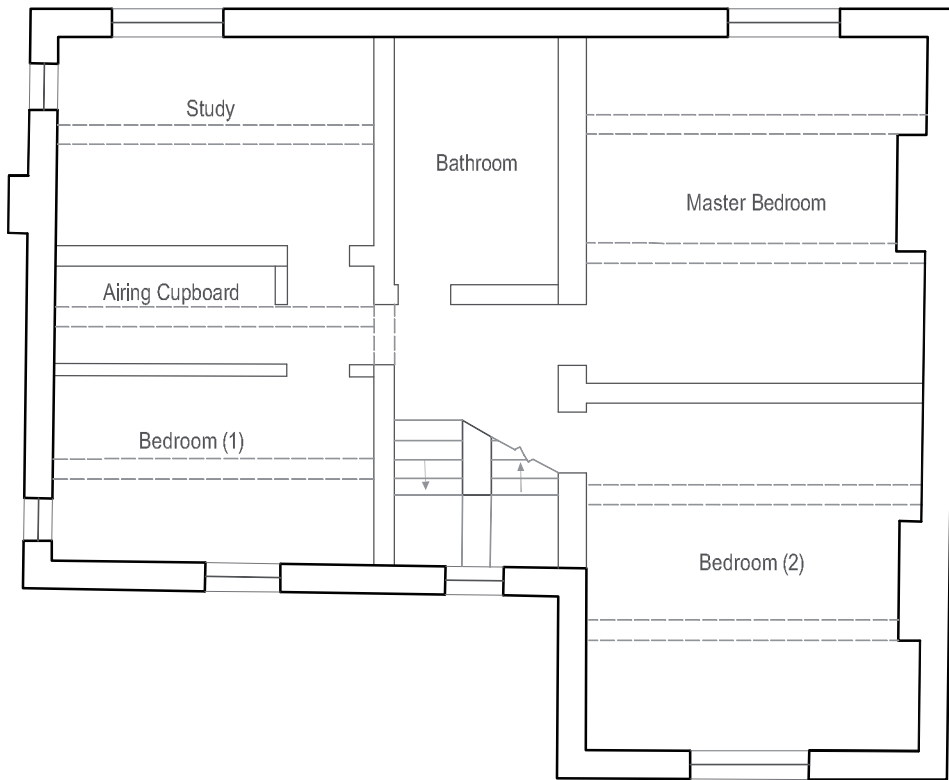 Study
Bathroom
Master Bedroom
Airing Cupboard
Bedroom (1)
Bedroom (2)